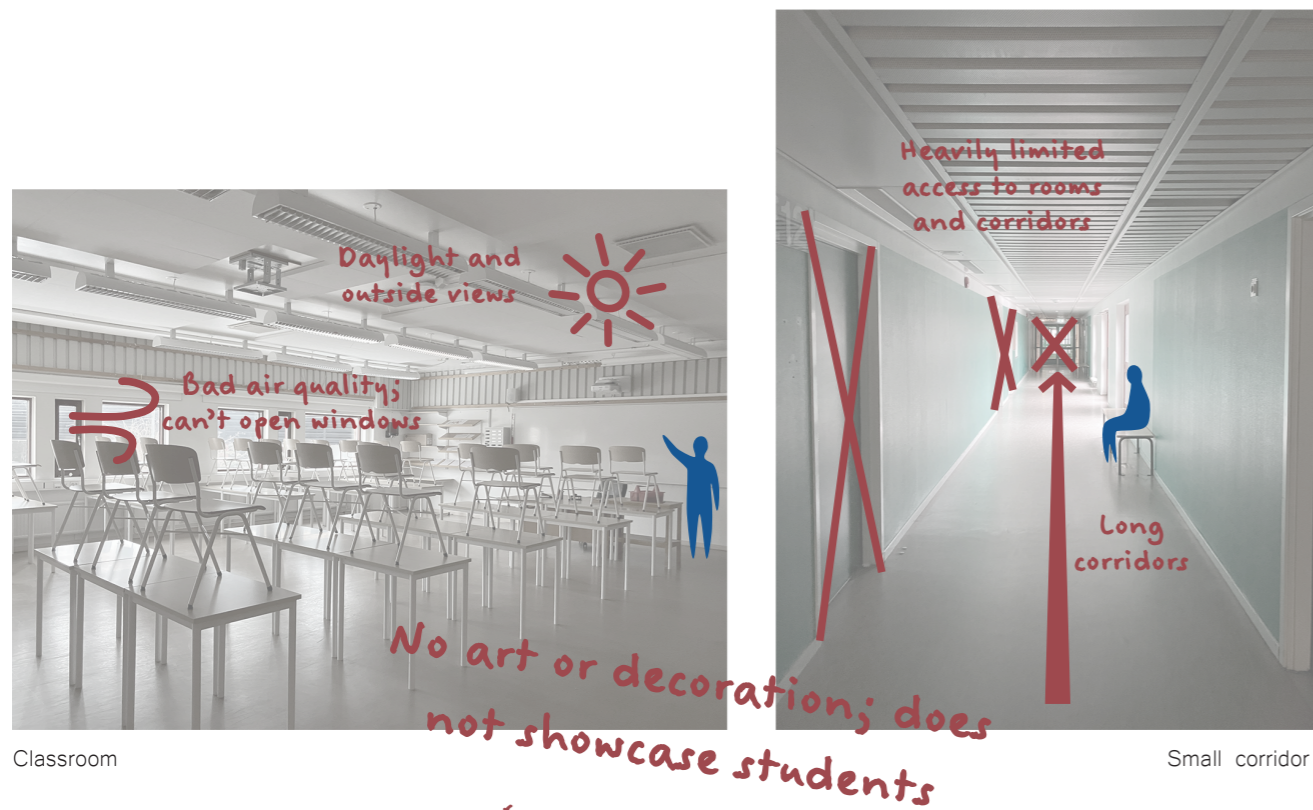 Heavily limited
access to rooms
and corridors
Daylight and
outside views
Bad air quality;
can't open windows
Long
corridors
No art or decoration; does
not showcase students
Classroom
Small corridor